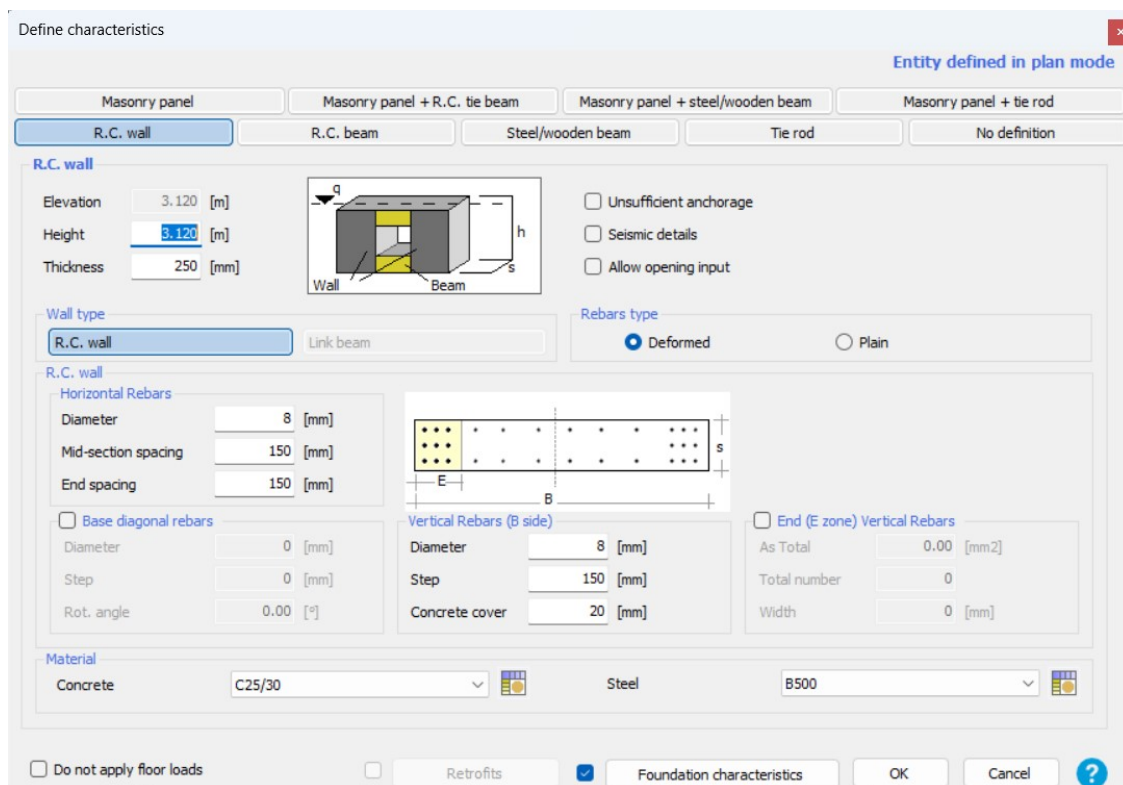 Define characteristics
Entity defined in plan mode
Masonry panel
Masonry panel + R.C. tie beam
Masonry panel + steel/wooden beam
Masonry panel + tie rod
R.C. wall
R.C. beam
Steel/wooden beam
Tie rod
No definition
R.C. wall
Elevation 3.120 [m]
Height 3.120 [m]
Thickness 250 [mm]
q
h
s
Wall
Beam
Unsufficient anchorage
Seismic details
Allow opening input
Wall type
R.C. wall
Link beam
Rebars type
Deformed
Plain
R.C. wall
Horizontal Rebars
Diameter 8 [mm]
Mid-section spacing 150 [mm]
End spacing 150 [mm]
s
E
B
Base diagonal rebars
Diameter 0 [mm]
Step 0 [mm]
Rot. angle 0.00 [°]
Vertical Rebars (B side)
Diameter 8 [mm]
Step 150 [mm]
Concrete cover 20 [mm]
End (E zone) Vertical Rebars
As Total 0.00 [mm2]
Total number 0
Width 0 [mm]
Material
Concrete C25/30
Steel B500
Do not apply floor loads
Retrofits
Foundation characteristics
OK
Cancel
?